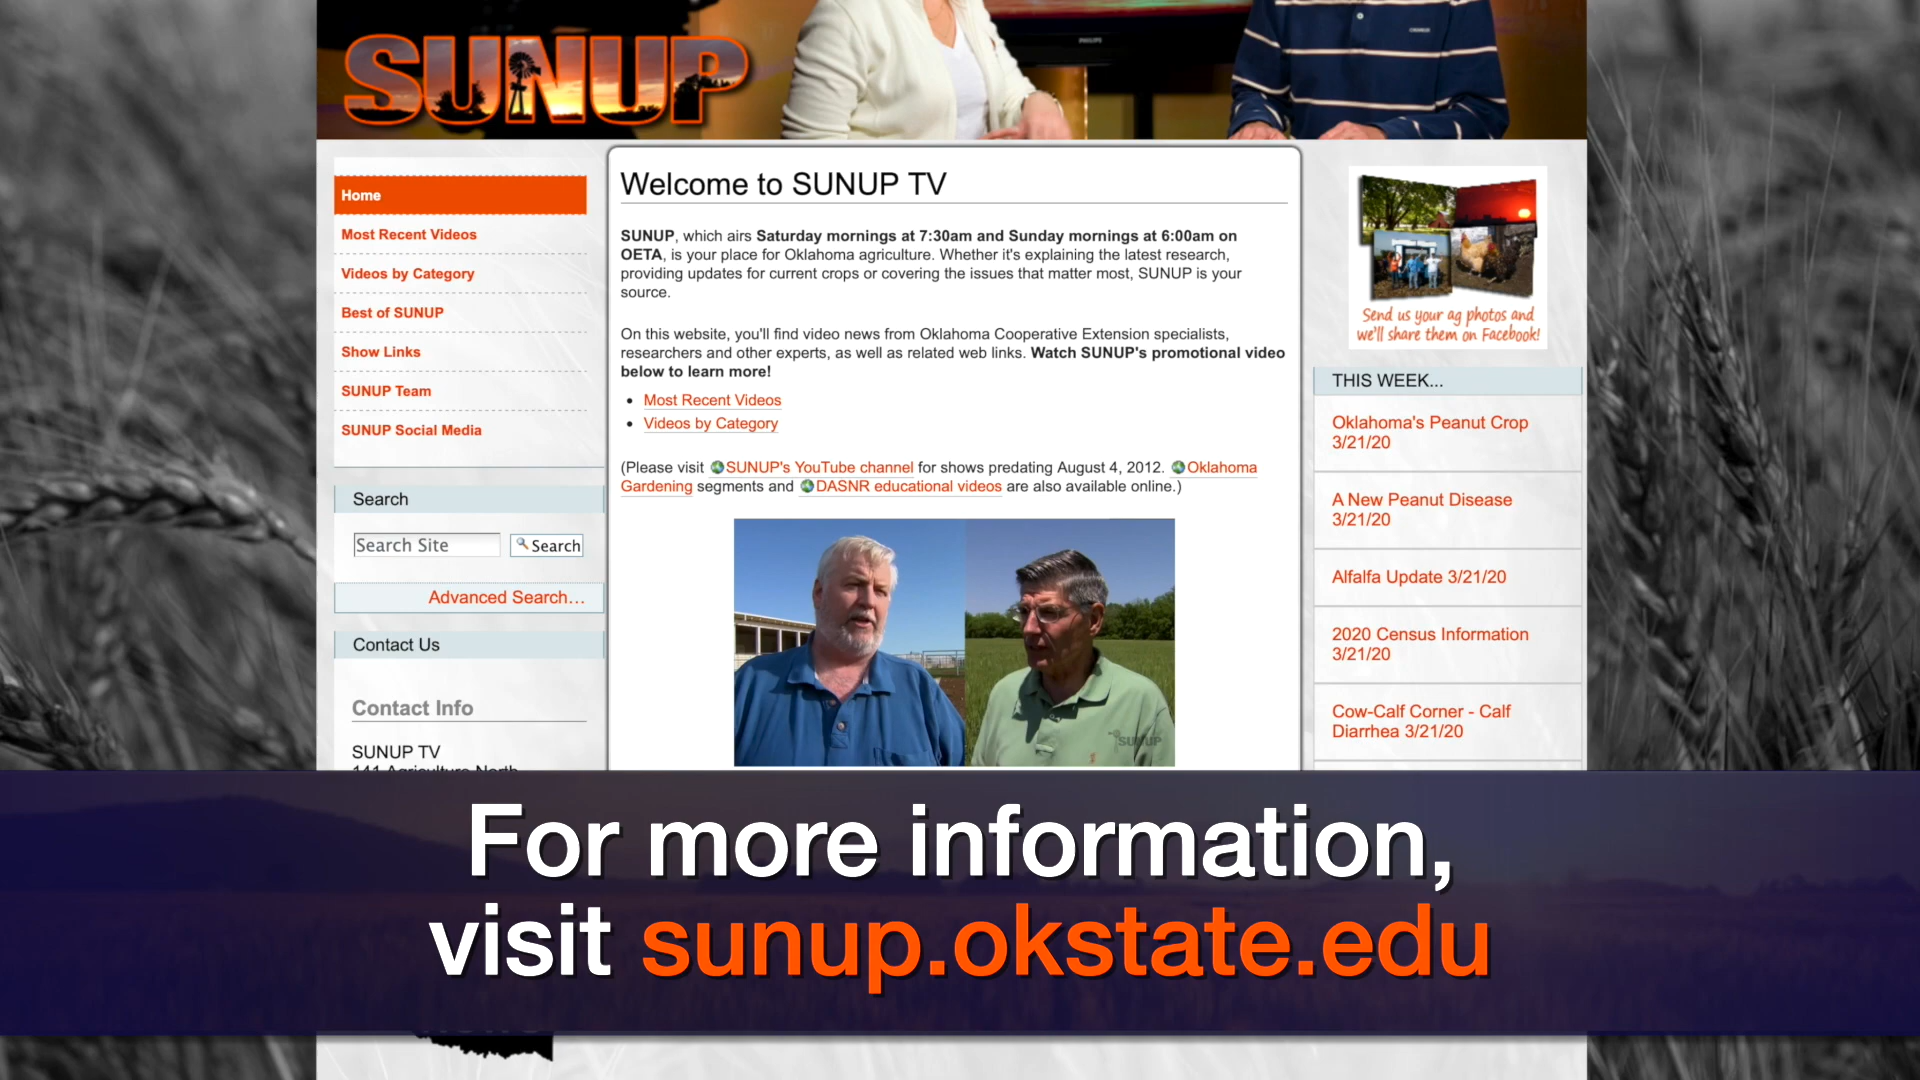 SUNUP
PHILIPS
Home
Most Recent Videos
Videos by Category
Best of SUNUP
Show Links
SUNUP Team
SUNUP Social Media
Search
Search Site
Search
Advanced Search…
Contact Us
Contact Info
SUNUP TV
141 Agriculture North
Welcome to SUNUP TV
SUNUP, which airs Saturday mornings at 7:30am and Sunday mornings at 6:00am on
OETA, is your place for Oklahoma agriculture. Whether it's explaining the latest research,
providing updates for current crops or covering the issues that matter most, SUNUP is your
source.
On this website, you'll find video news from Oklahoma Cooperative Extension specialists,
researchers and other experts, as well as related web links. Watch SUNUP's promotional video
below to learn more!
Most Recent Videos
Videos by Category
(Please visit SUNUP's YouTube channel for shows predating August 4, 2012. Oklahoma
Gardening segments and DASNR educational videos are also available online.)
SUNUP
Send us your ag photos and
we'll share them on Facebook!
THIS WEEK...
Oklahoma's Peanut Crop
3/21/20
A New Peanut Disease
3/21/20
Alfalfa Update 3/21/20
2020 Census Information
3/21/20
Cow-Calf Corner - Calf
Diarrhea 3/21/20
For more information,
visit sunup.okstate.edu